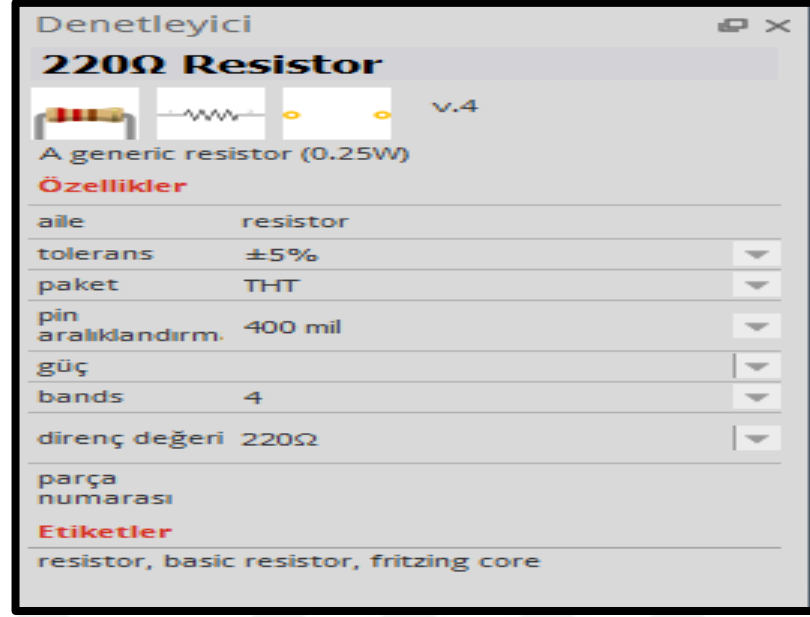 Denetleyici
220Ω Resistor
v.4
A generic resistor (0.25W)
Özellikler
aile resistor
tolerans ±5%
paket THT
pin
aralıklandırm. 400 mil
güç
bands 4
direnç değeri 220Ω
parça
numarası
Etiketler
resistor, basic resistor, fritzing core